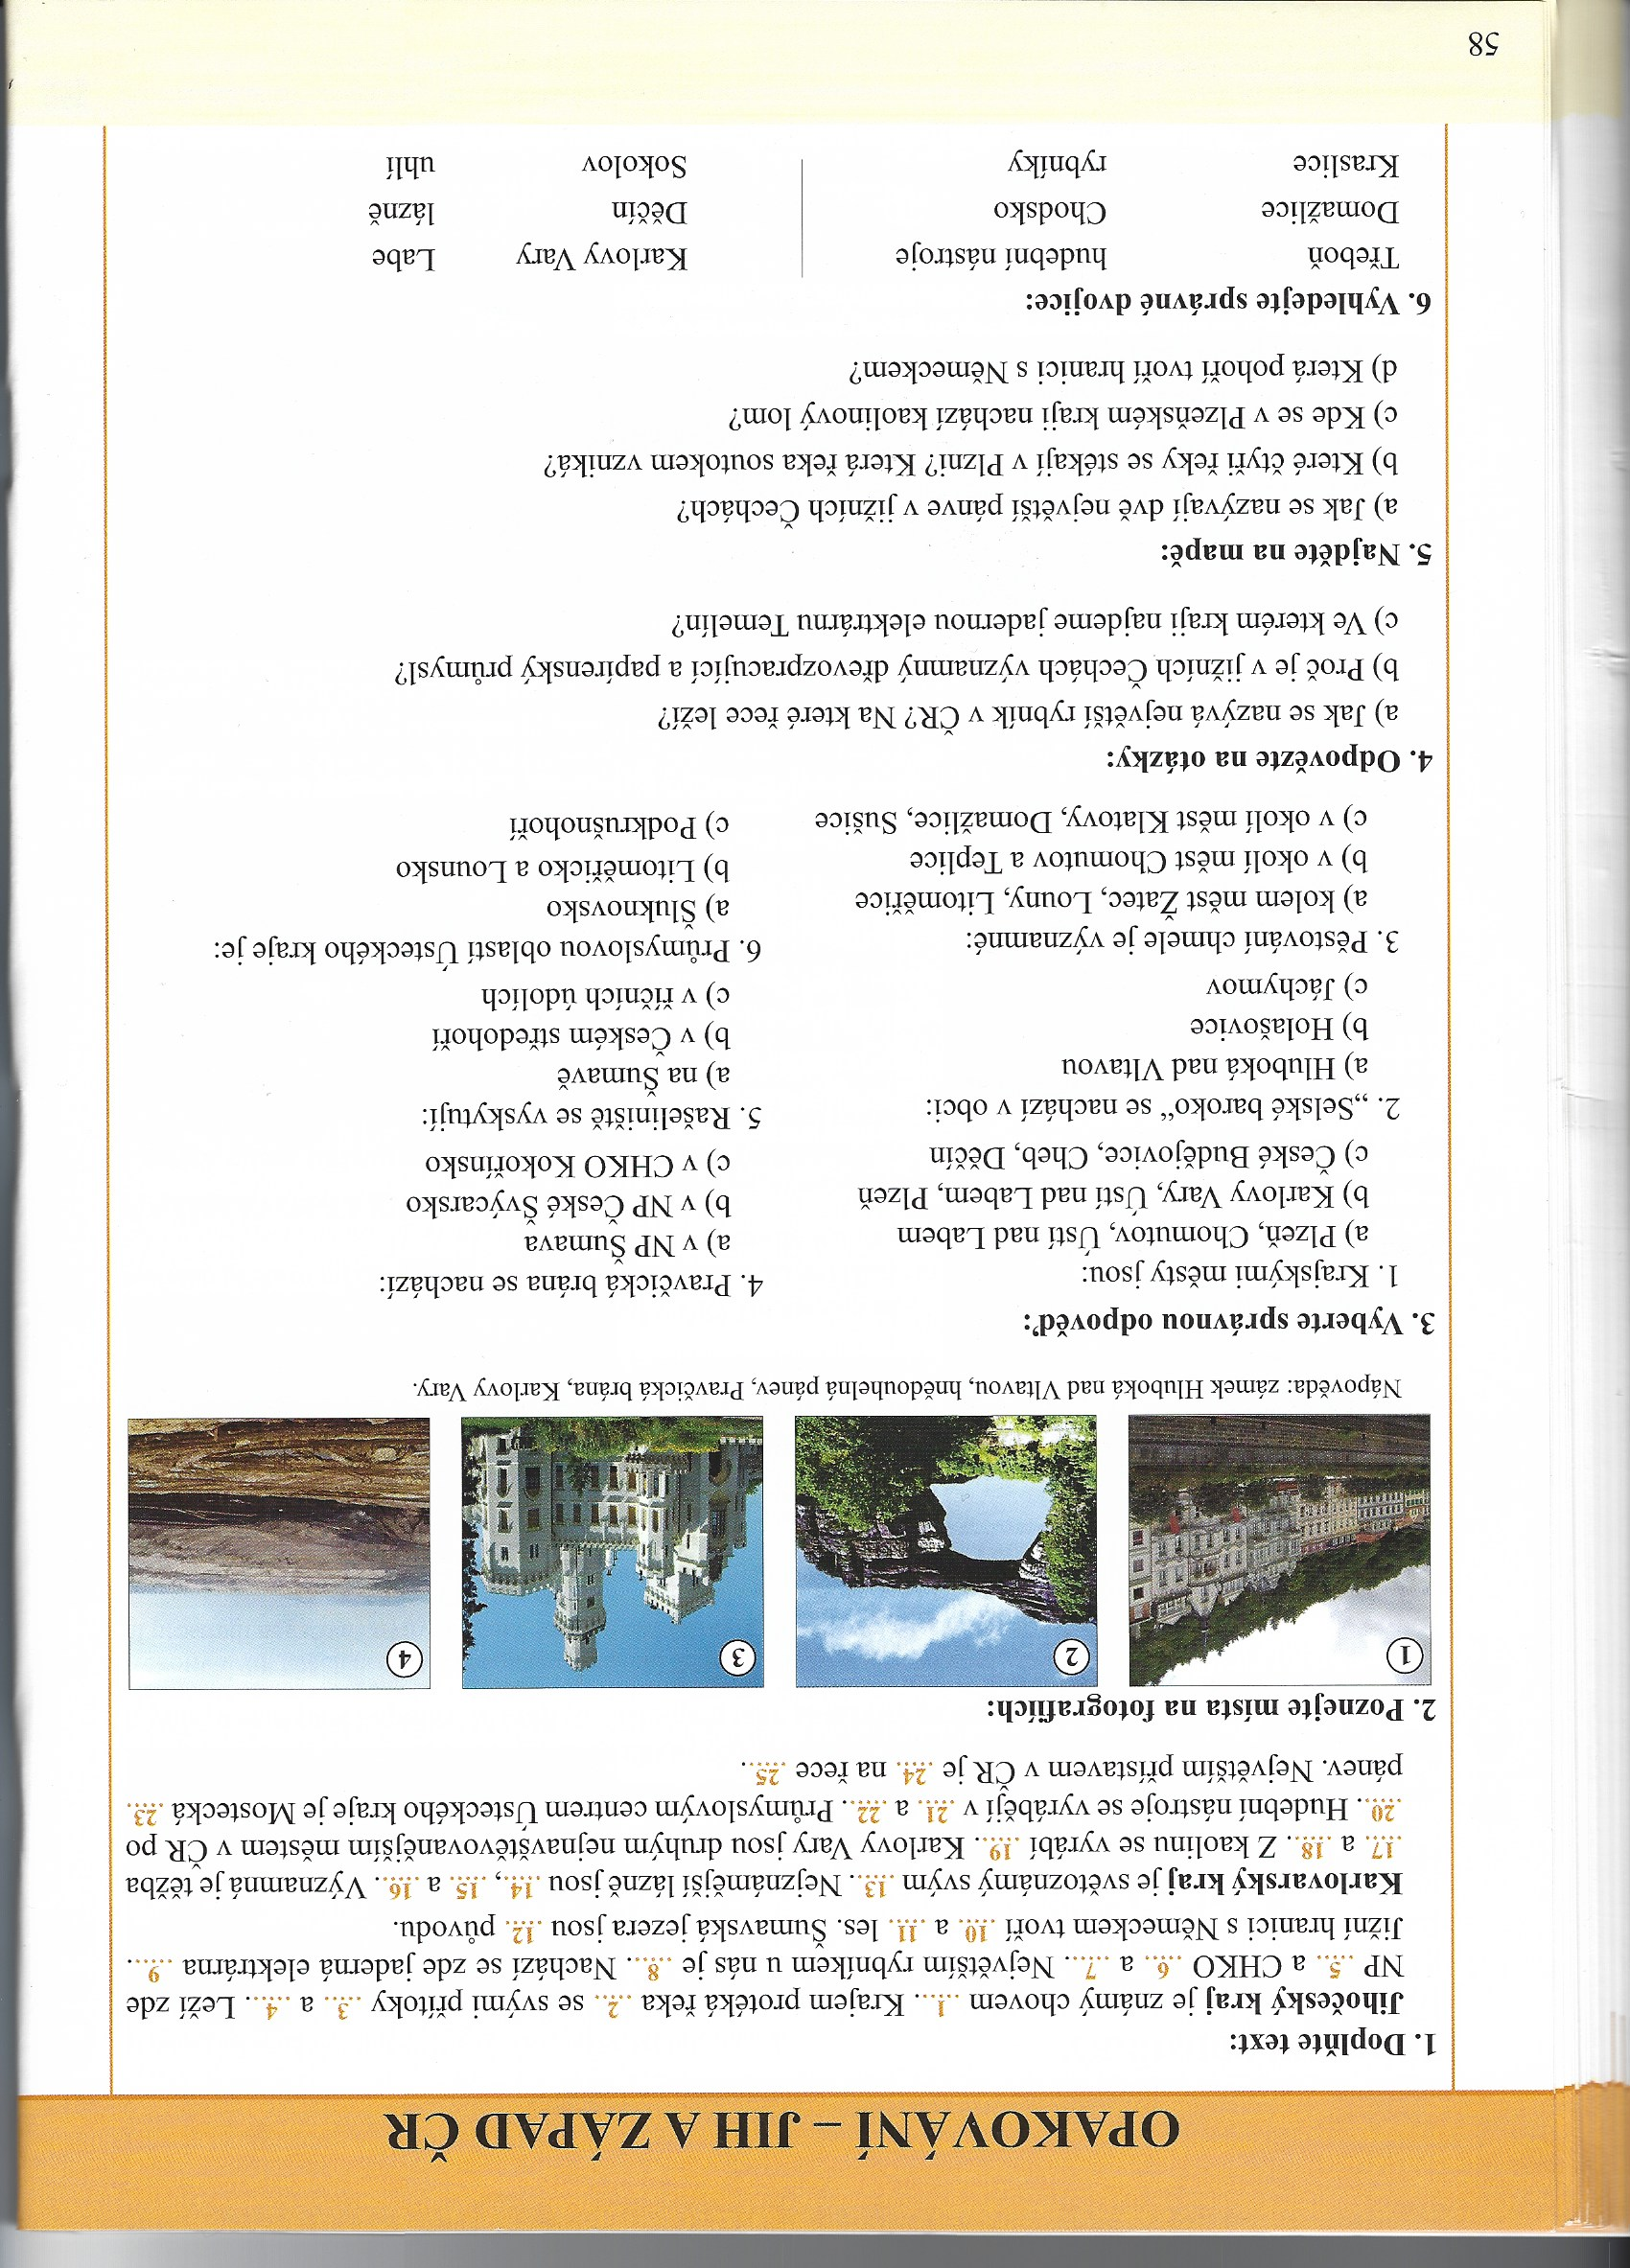 OPAKOVÁNÍ – JIH A ZÁPAD ČR
1. Doplňte text:
Jihočeský kraj je známý chovem ...1... Krajem protéká řeka ...2... se svými přítoky ...3... a ...4... Leží zde
NP ...5... a CHKO ...6... a ...7... Největším rybníkem u nás je ...8... Nachází se zde jaderná elektrárna ...9...
Jižní hranici s Německem tvoří ...10... a ...11... les. Šumavská jezera jsou ...12... původu.
Karlovarský kraj je světoznámý svým ...13... Nejznámější lázně jsou ...14..., ...15... a ...16... Významná je těžba
...17... a ...18... Z kaolinu se vyrábí ...19... Karlovy Vary jsou druhým nejnavštěvovanějším městem v ČR po
...20... Hudební nástroje se vyrábějí v ...21... a ...22... Průmyslovým centrem Ústeckého kraje je Mostecká ...23...
pánev. Největším přístavem v ČR je ...24... na řece ...25...
2. Poznejte místa na fotografiích:
1
2
3
4
Nápověda: zámek Hluboká nad Vltavou, hnědouhelná pánev, Pravčická brána, Karlovy Vary.
3. Vyberte správnou odpověď:
1. Krajskými městy jsou:
a) Plzeň, Chomutov, Ústí nad Labem
b) Karlovy Vary, Ústí nad Labem, Plzeň
c) České Budějovice, Cheb, Děčín
2. „Selské baroko“ se nachází v obci:
a) Hluboká nad Vltavou
b) Holašovice
c) Jáchymov
3. Pěstování chmele je významné:
a) kolem měst Žatec, Louny, Litoměřice
b) v okolí měst Chomutov a Teplice
c) v okolí měst Klatovy, Domažlice, Sušice
4. Pravčická brána se nachází:
a) v NP Šumava
b) v NP České Švýcarsko
c) v CHKO Kokořínsko
5. Rašeliniště se vyskytují:
a) na Šumavě
b) v Českém středohoří
c) v říčních údolích
6. Průmyslovou oblastí Ústeckého kraje je:
a) Šluknovsko
b) Litoměřicko a Lounsko
c) Podkrušnohoří
4. Odpovězte na otázky:
a) Jak se nazývá největší rybník v ČR? Na které řece leží?
b) Proč je v jižních Čechách významný dřevozpracující a papírenský průmysl?
c) Ve kterém kraji najdeme jadernou elektrárnu Temelín?
5. Najděte na mapě:
a) Jak se nazývají dvě největší pánve v jižních Čechách?
b) Které čtyři řeky se stékají v Plzni? Která řeka soutokem vzniká?
c) Kde se v Plzeňském kraji nachází kaolinový lom?
d) Která pohoří tvoří hranici s Německem?
6. Vyhledejte správné dvojice:
Třeboň hudební nástroje Karlovy Vary Labe
Domažlice Chodsko Děčín lázně
Kraslice rybníky Sokolov uhlí
58